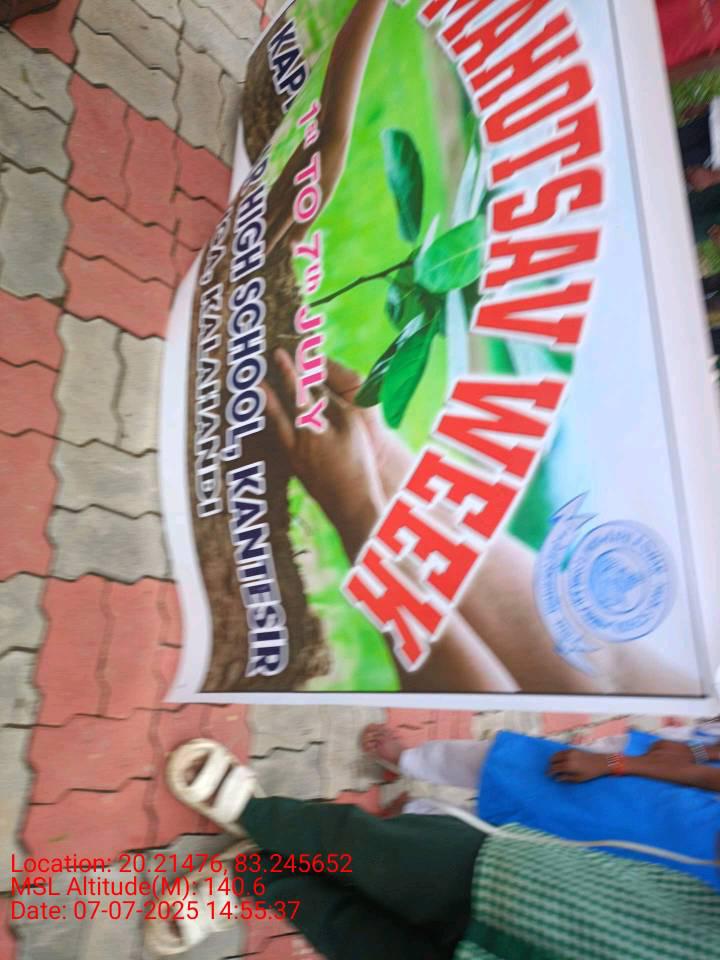 MAHOTSAV WEEK
1ST TO 7TH JULY
HIGH SCHOOL, KANTESIR
KALAHANDI
Location: 20.21476, 83.245652
MSL Altitude(M): 140.6
Date: 07-07-2025 14:55:37